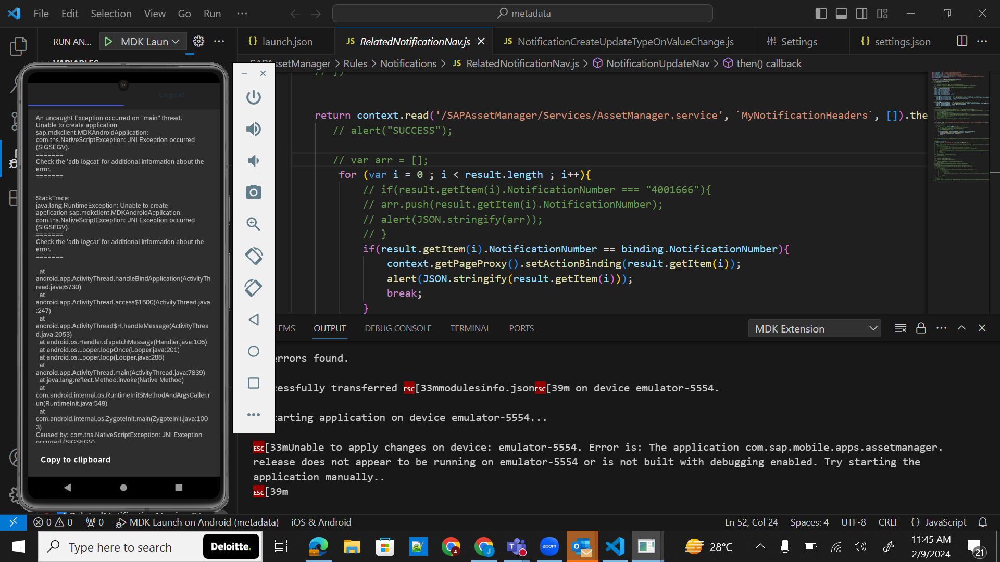 File Edit Selection View Go Run ···
metadata
RUN AN... MDK Laun
launch.json
JS RelatedNotificationNav.js
JS NotificationCreateUpdateTypeOnValueChange.js
Settings
{} settings.json
VARIABLES
SAPAssetManager > Rules > Notifications > JS RelatedNotificationNav.js > NotificationUpdateNav > then() callback
// })
return context.read('/SAPAssetManager/Services/AssetManager.service', `MyNotificationHeaders`, []).the
// alert("SUCCESS");
// var arr = [];
for (var i = 0 ; i < result.length ; i++){
// if(result.getItem(i).NotificationNumber === "4001666"){
// arr.push(result.getItem(i).NotificationNumber);
// alert(JSON.stringify(arr));
// }
if(result.getItem(i).NotificationNumber == binding.NotificationNumber){
context.getPageProxy().setActionBinding(result.getItem(i));
alert(JSON.stringify(result.getItem(i)));
break;
}
Logcat
An uncaught Exception occurred on "main" thread.
Unable to create application
sap.mdkclient.MDKAndroidApplication:
com.tns.NativeScriptException: JNI Exception occurred
(SIGSEGV).
=======
Check the 'adb logcat' for additional information about the
error.
=======
StackTrace:
java.lang.RuntimeException: Unable to create
application sap.mdkclient.MDKAndroidApplication:
com.tns.NativeScriptException: JNI Exception occurred
(SIGSEGV).
=======
Check the 'adb logcat' for additional information about the
error.
=======
at
android.app.ActivityThread.handleBindApplication(ActivityTh
read.java:6730)
at
android.app.ActivityThread.access$1500(ActivityThread.java
:247)
at
android.app.ActivityThread$H.handleMessage(ActivityThrea
d.java:2053)
at android.os.Handler.dispatchMessage(Handler.java:106)
at android.os.Looper.loopOnce(Looper.java:201)
at android.os.Looper.loop(Looper.java:288)
at
android.app.ActivityThread.main(ActivityThread.java:7839)
at java.lang.reflect.Method.invoke(Native Method)
at
com.android.internal.os.RuntimeInit$MethodAndArgsCaller.r
un(RuntimeInit.java:548)
at
com.android.internal.os.ZygoteInit.main(ZygoteInit.java:100
3)
Caused by: com.tns.NativeScriptException: JNI Exception
occurred (SIGSEGV)
Copy to clipboard
LEMS OUTPUT DEBUG CONSOLE TERMINAL PORTS
MDK Extension
errors found.
cessfully transferred ESC[33mmodulesinfo.jsonESC[39m on device emulator-5554.
tarting application on device emulator-5554...
ESC[33mUnable to apply changes on device: emulator-5554. Error is: The application com.sap.mobile.apps.assetmanager.
release does not appear to be running on emulator-5554 or is not built with debugging enabled. Try starting the
application manually..
ESC[39m
0 0 0 MDK Launch on Android (metadata) iOS & Android
Ln 52, Col 24 Spaces: 4 UTF-8 CRLF {} JavaScript
Type here to search
Deloitte.
zoom
28°C
11:45 AM
2/9/2024
21